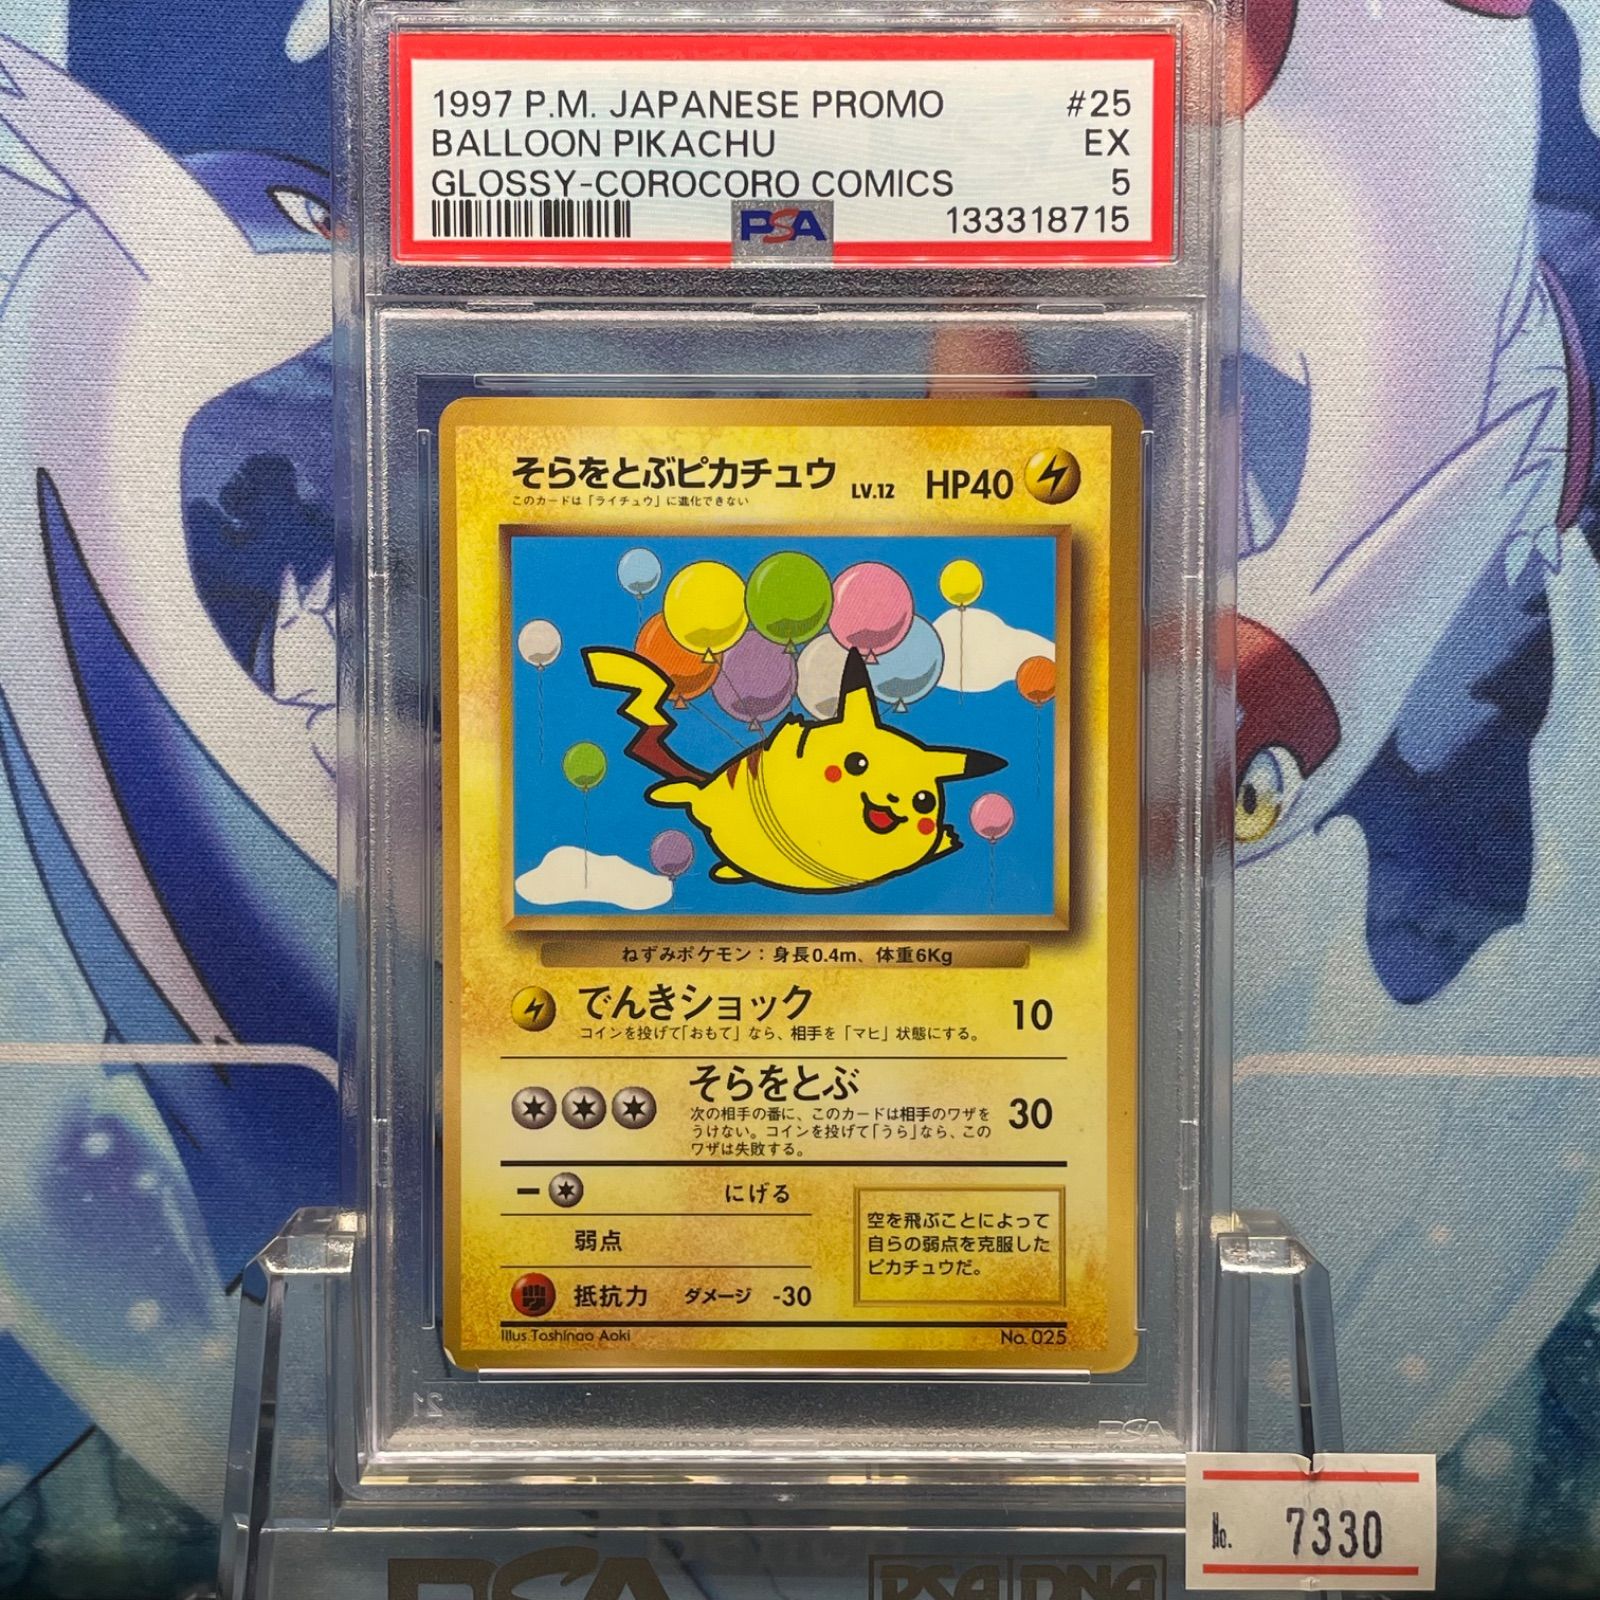 1997 P.M. JAPANESE PROMO #25
BALLOON PIKACHU EX
GLOSSY-COROCORO COMICS 5
PSA 133318715
そらをとぶピカチュウ LV.12 HP40
このカードは「ライチュウ」に進化できない
ねずみポケモン：身長0.4m、体重6Kg
でんきショック 10
コインを投げて「おもて」なら、相手を「マヒ」状態にする。
そらをとぶ 30
次の相手の番に、このカードは相手のワザを
うけない。コインを投げて「うら」なら、この
ワザは失敗する。
にげる
弱点
抵抗力 ダメージ -30
空を飛ぶことによって
自らの弱点を克服した
ピカチュウだ。
Illus. Toshinao Aoki No. 025
21 PSA
PSA PSA DNA
No. 7330